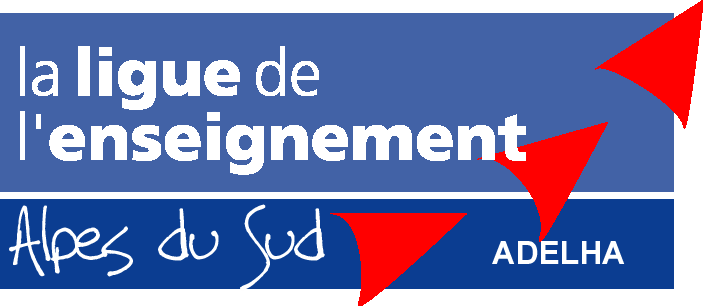 la ligue de
l'enseignement
Alpes du Sud
ADELHA